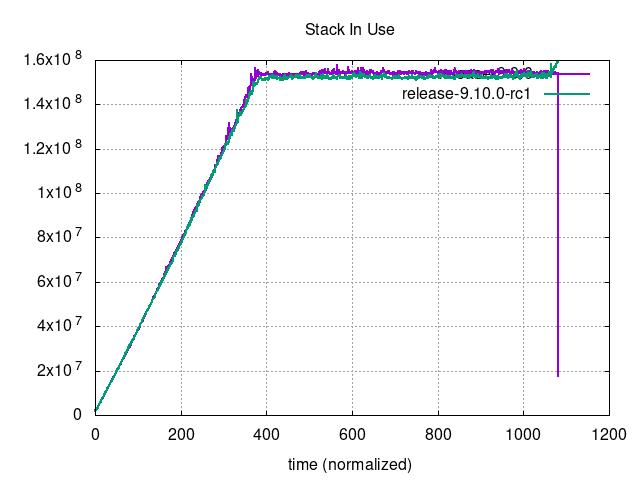 Stack In Use
1.6x10^8
1.4x10^8
1.2x10^8
1x10^8
8x10^7
6x10^7
4x10^7
2x10^7
0
release-9.10.0-rc1
0 200 400 600 800 1000 1200
time (normalized)